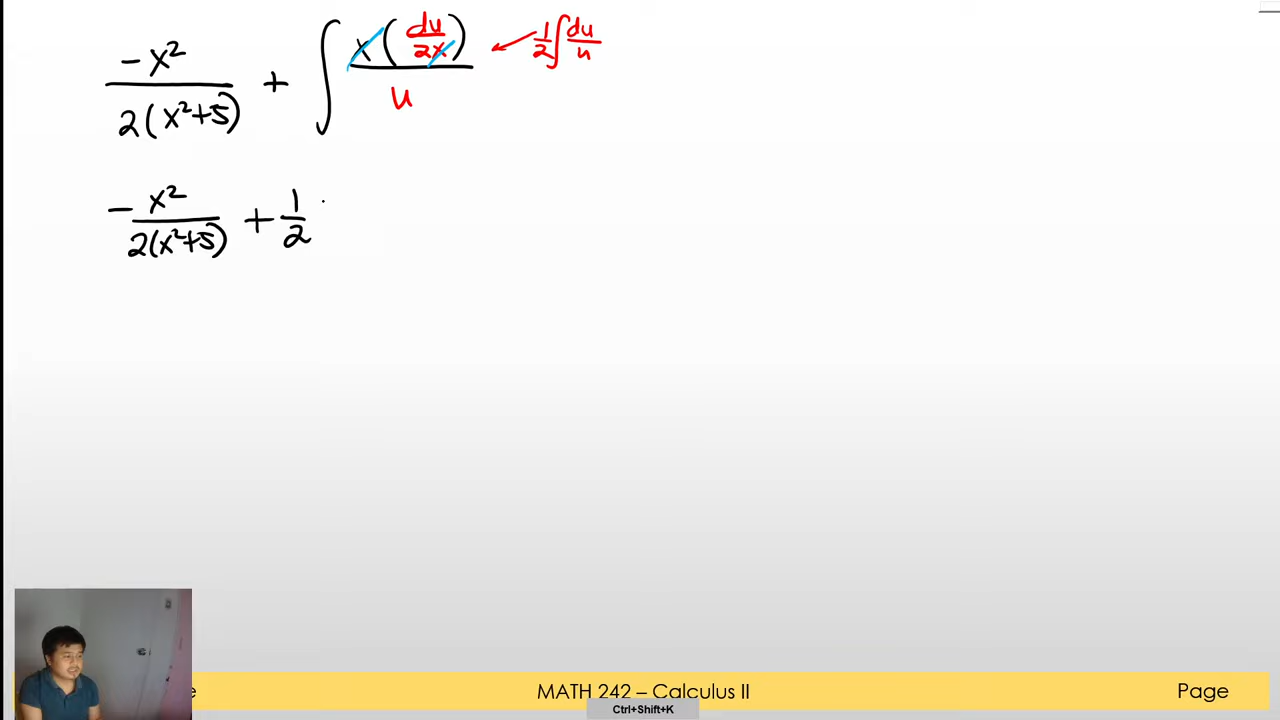 -x²/2(x²+5) + ∫ x(du/2x)/u ← 1/2 ∫ du/u
-x²/2(x²+5) + 1/2
e MATH 242 – Calculus II Page
Ctrl+Shift+K